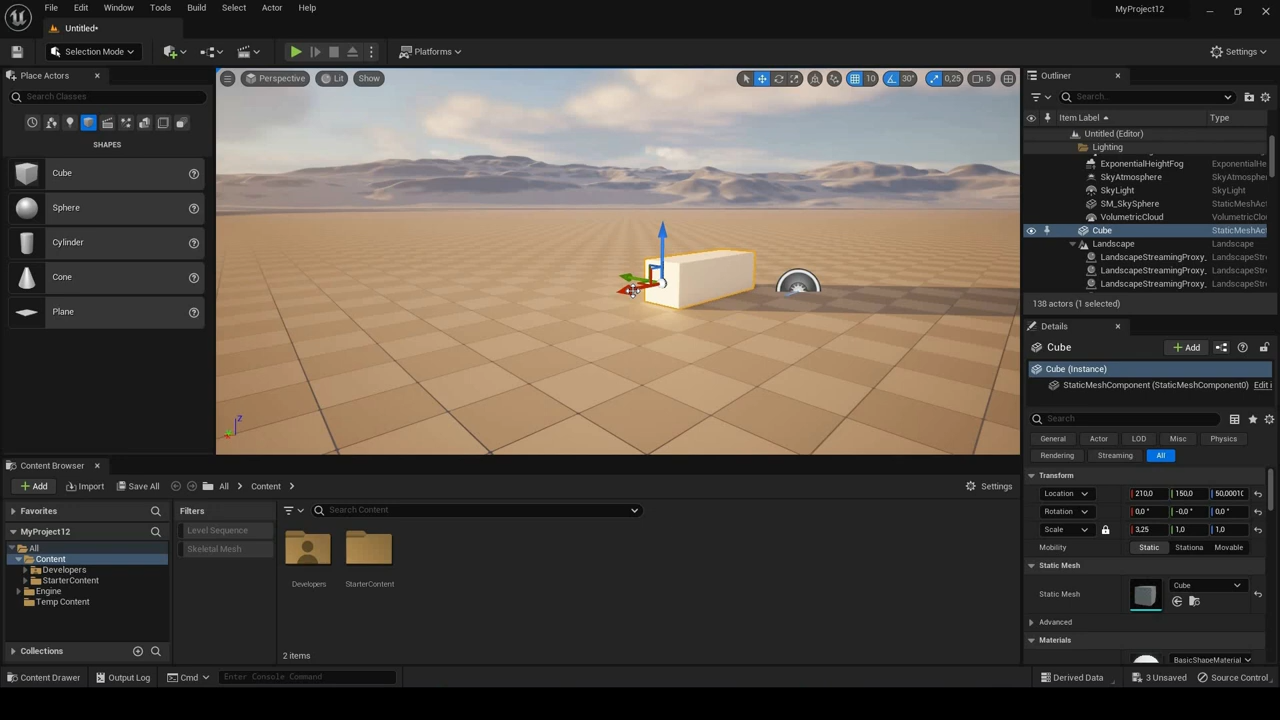 File Edit Window Tools Build Select Actor Help
MyProject12
Untitled*
Selection Mode
Platforms
Settings
Place Actors
Search Classes
SHAPES
Cube
Sphere
Cylinder
Cone
Plane
Perspective Lit Show
10 30° 0,25 5
Z
Outliner
Search...
Item Label Type
Untitled (Editor)
Lighting
ExponentialHeightFog ExponentialHe
SkyAtmosphere SkyAtmosphere
SkyLight SkyLight
SM_SkySphere StaticMeshAct
VolumetricCloud VolumetricClou
Cube StaticMeshAct
Landscape Landscape
LandscapeStreamingProxy_ LandscapeStre
LandscapeStreamingProxy_ LandscapeStre
LandscapeStreamingProxy_ LandscapeStre
138 actors (1 selected)
Details
Cube
Add
Cube (Instance)
StaticMeshComponent (StaticMeshComponent0) Edit i
Search
General Actor LOD Misc Physics
Rendering Streaming All
Transform
Location 210,0 150,0 50,00010
Rotation 0,0 ° -0,0 ° 0,0 °
Scale 3,25 1,0 1,0
Mobility Static Stationa Movable
Static Mesh
Static Mesh Cube
Advanced
Materials
BasicShapeMaterial
Content Browser
Add Import Save All All Content Settings
Favorites
MyProject12
All
Content
Developers
StarterContent
Engine
Temp Content
Collections
Filters
Level Sequence
Skeletal Mesh
Search Content
Developers
StarterContent
2 items
Content Drawer Output Log Cmd Enter Console Command Derived Data 3 Unsaved Source Control